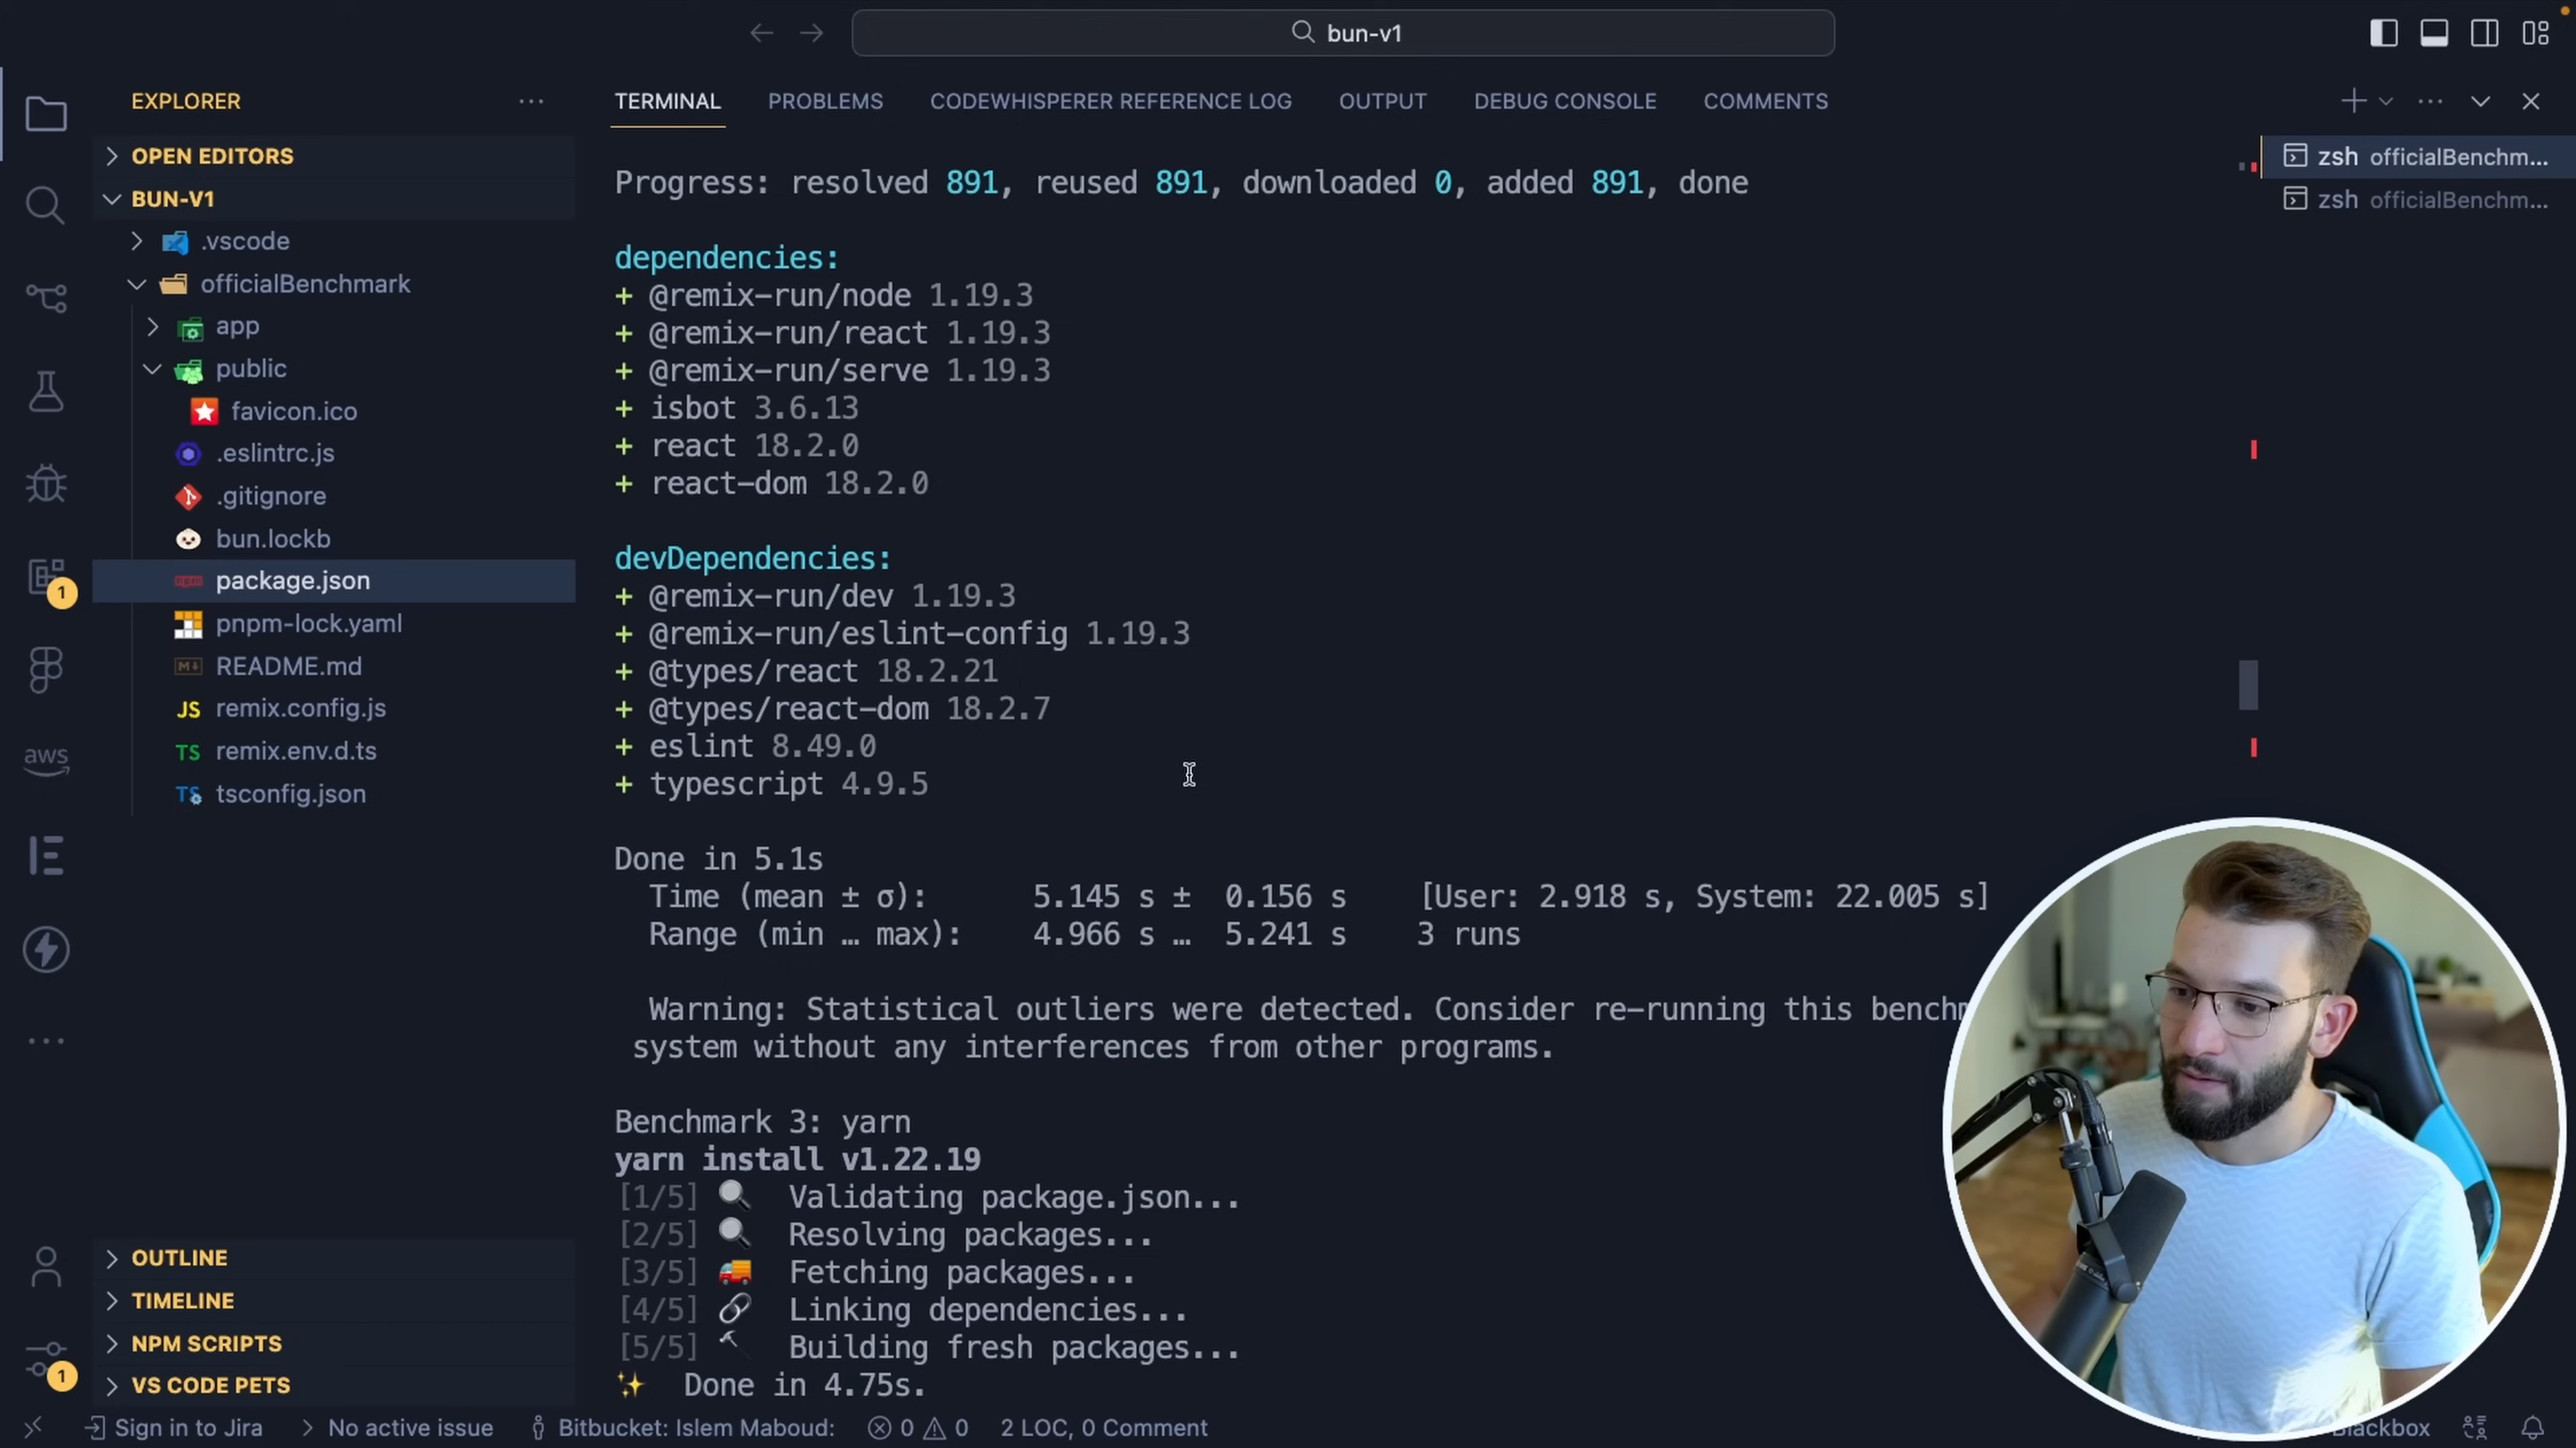 bun-v1
EXPLORER
OPEN EDITORS
BUN-V1
.vscode
officialBenchmark
app
public
favicon.ico
.eslintrc.js
.gitignore
bun.lockb
package.json
pnpm-lock.yaml
README.md
JS remix.config.js
TS remix.env.d.ts
TS tsconfig.json
OUTLINE
TIMELINE
NPM SCRIPTS
VS CODE PETS
1
aws
1
TERMINAL PROBLEMS CODEWHISPERER REFERENCE LOG OUTPUT DEBUG CONSOLE COMMENTS
zsh officialBenchm...
zsh officialBenchm...
Progress: resolved 891, reused 891, downloaded 0, added 891, done
dependencies:
+ @remix-run/node 1.19.3
+ @remix-run/react 1.19.3
+ @remix-run/serve 1.19.3
+ isbot 3.6.13
+ react 18.2.0
+ react-dom 18.2.0
devDependencies:
+ @remix-run/dev 1.19.3
+ @remix-run/eslint-config 1.19.3
+ @types/react 18.2.21
+ @types/react-dom 18.2.7
+ eslint 8.49.0
+ typescript 4.9.5
Done in 5.1s
Time (mean ± σ): 5.145 s ± 0.156 s [User: 2.918 s, System: 22.005 s]
Range (min … max): 4.966 s … 5.241 s 3 runs
Warning: Statistical outliers were detected. Consider re-running this benchm
system without any interferences from other programs.
Benchmark 3: yarn
yarn install v1.22.19
[1/5] 🔍 Validating package.json...
[2/5] 🔍 Resolving packages...
[3/5] 🚚 Fetching packages...
[4/5] 🔗 Linking dependencies...
[5/5] 🔨 Building fresh packages...
✨ Done in 4.75s.
Sign in to Jira No active issue Bitbucket: Islem Maboud: 0 0 2 LOC, 0 Comment Blackbox